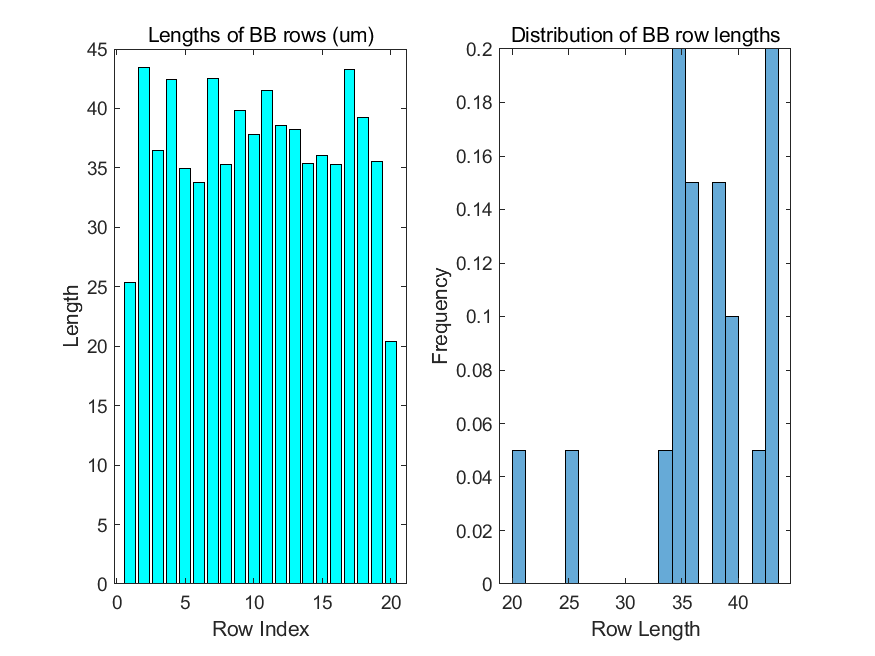 Lengths of BB rows (um)
45
40
35
30
25
20
15
10
5
0
Length
0 5 10 15 20
Row Index
Distribution of BB row lengths
0.2
0.18
0.16
0.14
0.12
0.1
0.08
0.06
0.04
0.02
0
Frequency
20 25 30 35 40
Row Length